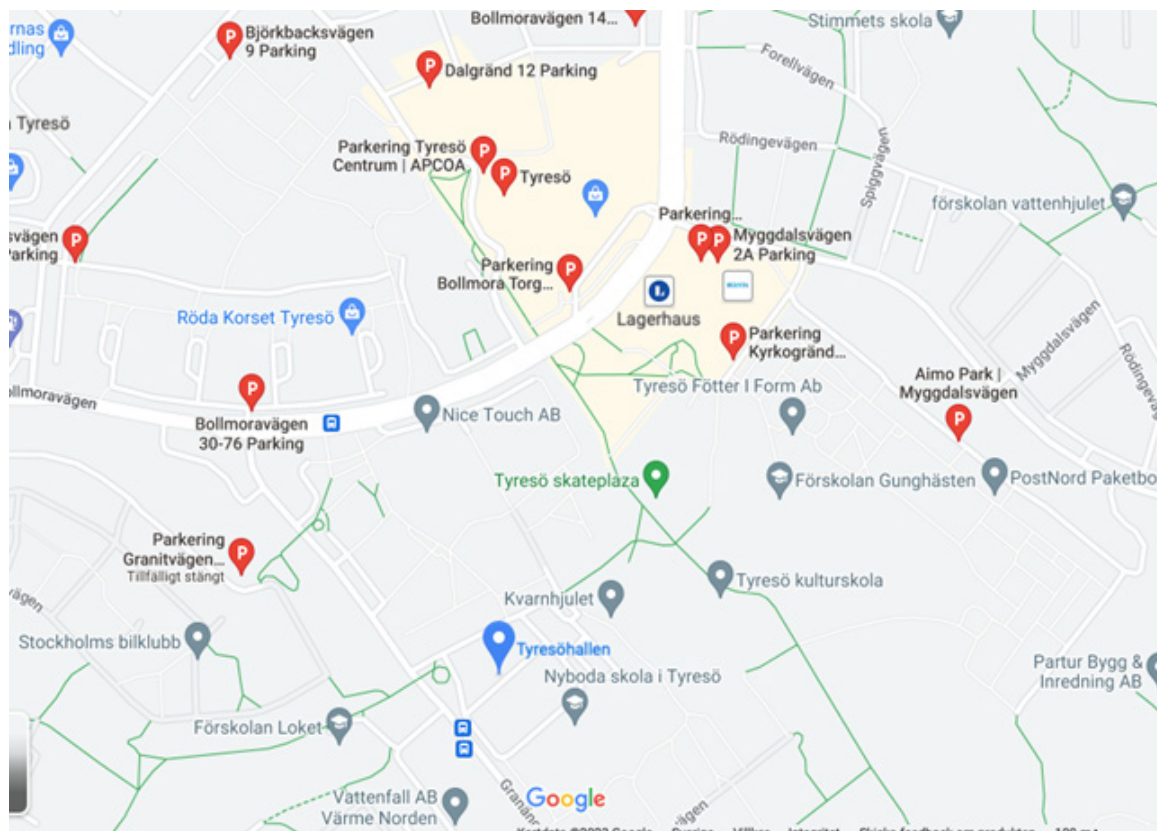 Bollmoravägen 14...
Stimmets skola
Björkbacksvägen
9 Parking
Dalgränd 12 Parking
Forellvägen
Tyresö
Parkering Tyresö
Centrum | APCOA
Rödingevägen
Tyresö
Spiggvägen
förskolan vattenhjulet
Parkering...
Myggdalsvägen
2A Parking
Parkering
Bollmora Torg...
Röda Korset Tyresö
Lagerhaus
Parkering
Kyrkogränd...
Myggdalsvägen
Rödingevägen
Aimo Park |
Myggdalsvägen
Tyresö Fötter I Form Ab
Nice Touch AB
Bollmoravägen
30-76 Parking
Tyresö skateplaza
Förskolan Gunghästen
PostNord Paketbo
Parkering
Granitvägen...
Tillfälligt stängt
Tyresö kulturskola
Kvarnhjulet
Stockholms bilklubb
Tyresöhallen
Nyboda skola i Tyresö
Partur Bygg &
Inredning AB
Förskolan Loket
Vattenfall AB
Värme Norden
Google